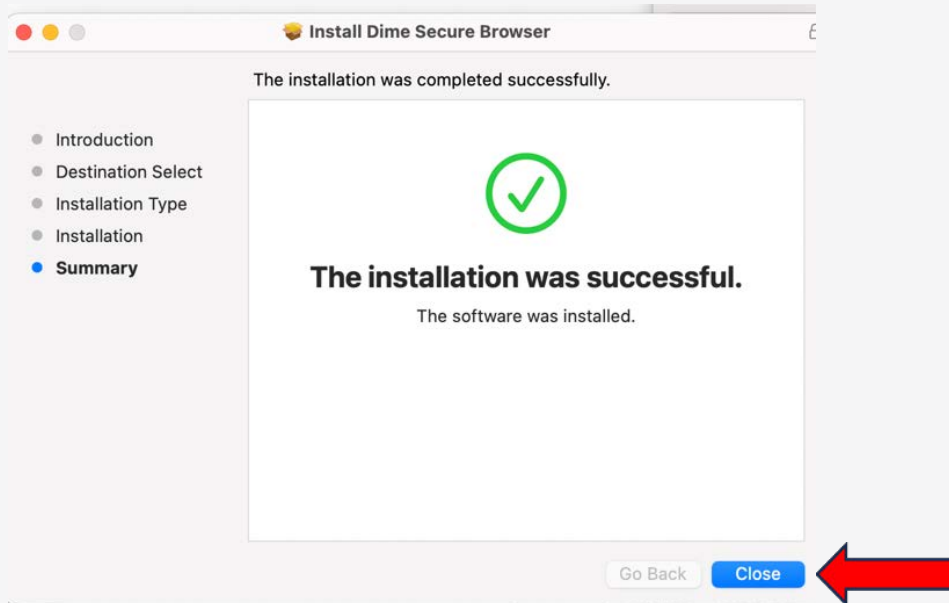 Install Dime Secure Browser
The installation was completed successfully.
Introduction
Destination Select
Installation Type
Installation
Summary
The installation was successful.
The software was installed.
Go Back Close